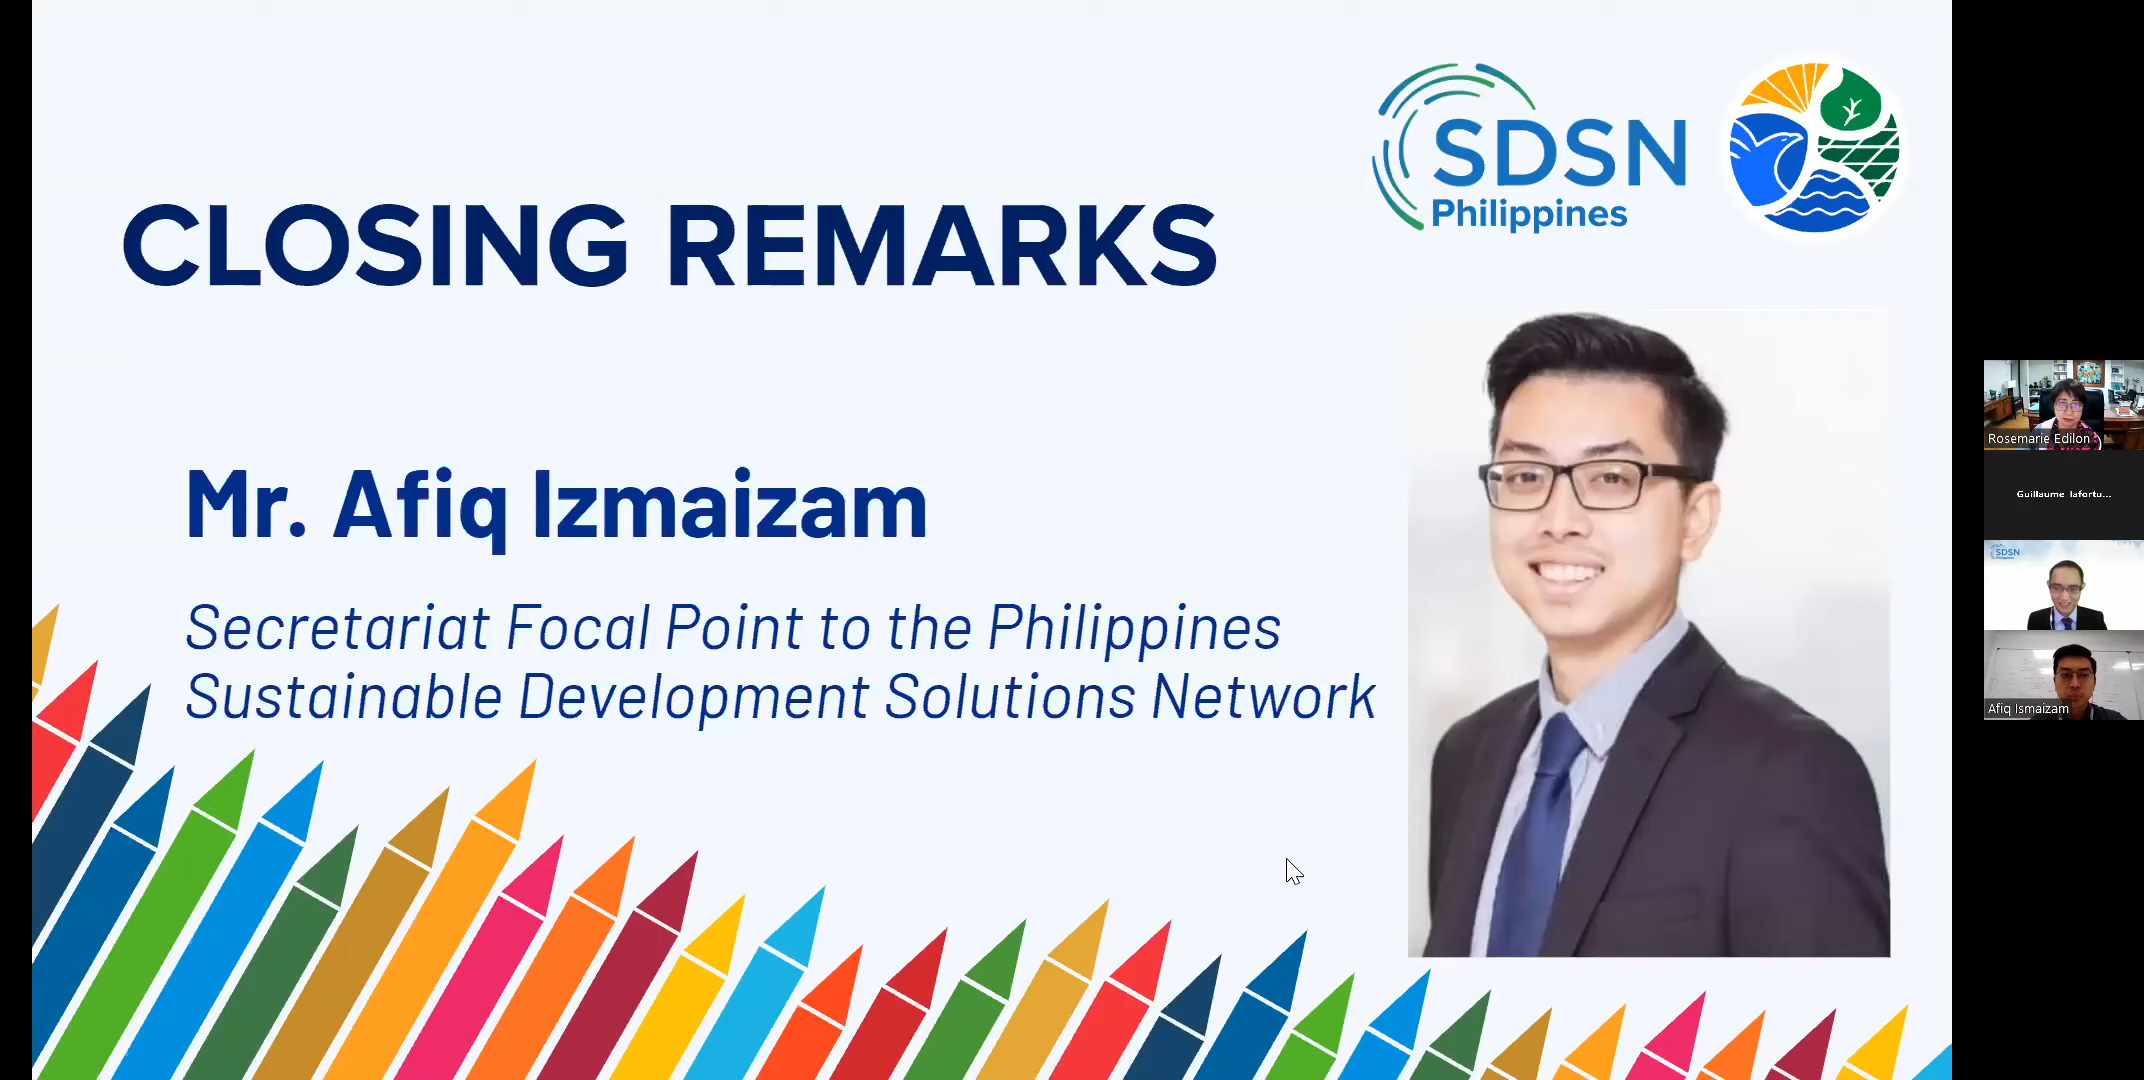 SDSN
Philippines
CLOSING REMARKS
Mr. Afiq Izmaizam
Secretariat Focal Point to the Philippines
Sustainable Development Solutions Network
Rosemarie Edilon
Guillaume lafortu...
SDSN
Afiq Ismaizam